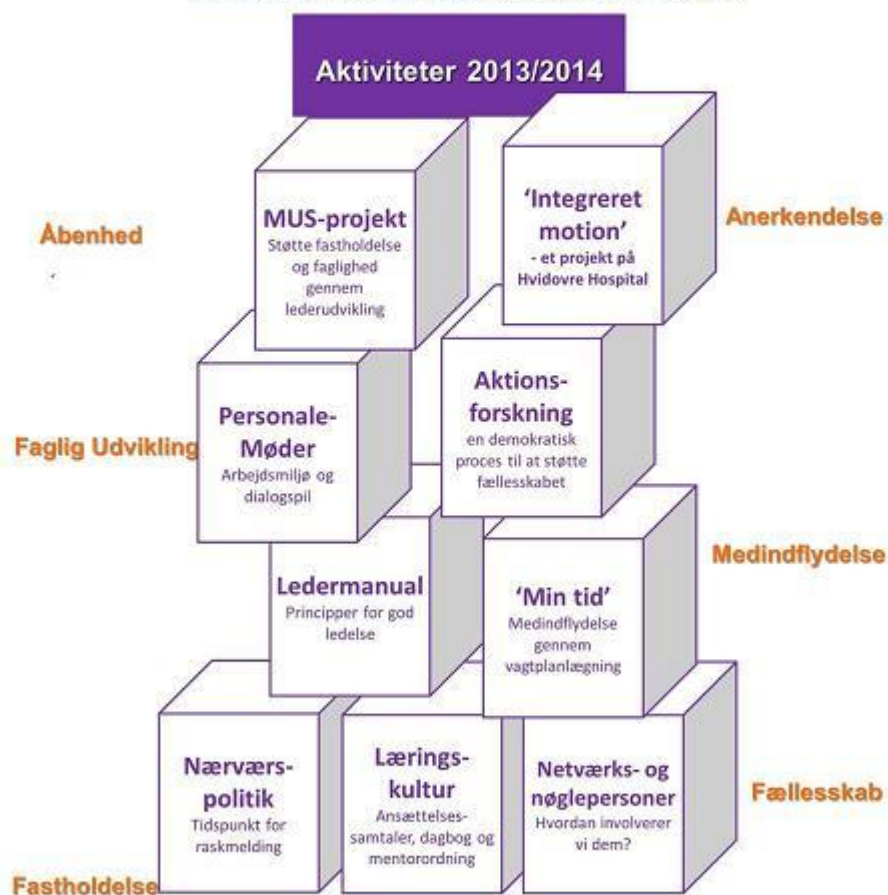 Aktiviteter 2013/2014
MUS-projekt
Støtte fastholdelse
og faglighed
gennem
lederudvikling
'Integreret
motion'
- et projekt på
Hvidovre Hospital
Åbenhed
Anerkendelse
Personale-
Møder
Arbejdsmiljø og
dialogspil
Aktions-
forskning
en demokratisk
proces til at støtte
fællesskabet
Faglig Udvikling
Ledermanual
Principper for god
ledelse
'Min tid'
Medindflydelse
gennem
vagtplanlægning
Medindflydelse
Nærværs-
politik
Tidspunkt for
raskmelding
Lærings-
kultur
Ansættelses-
samtaler, dagbog og
mentorordning
Netværks- og
nøglepersoner
Hvordan involverer
vi dem?
Fællesskab
Fastholdelse